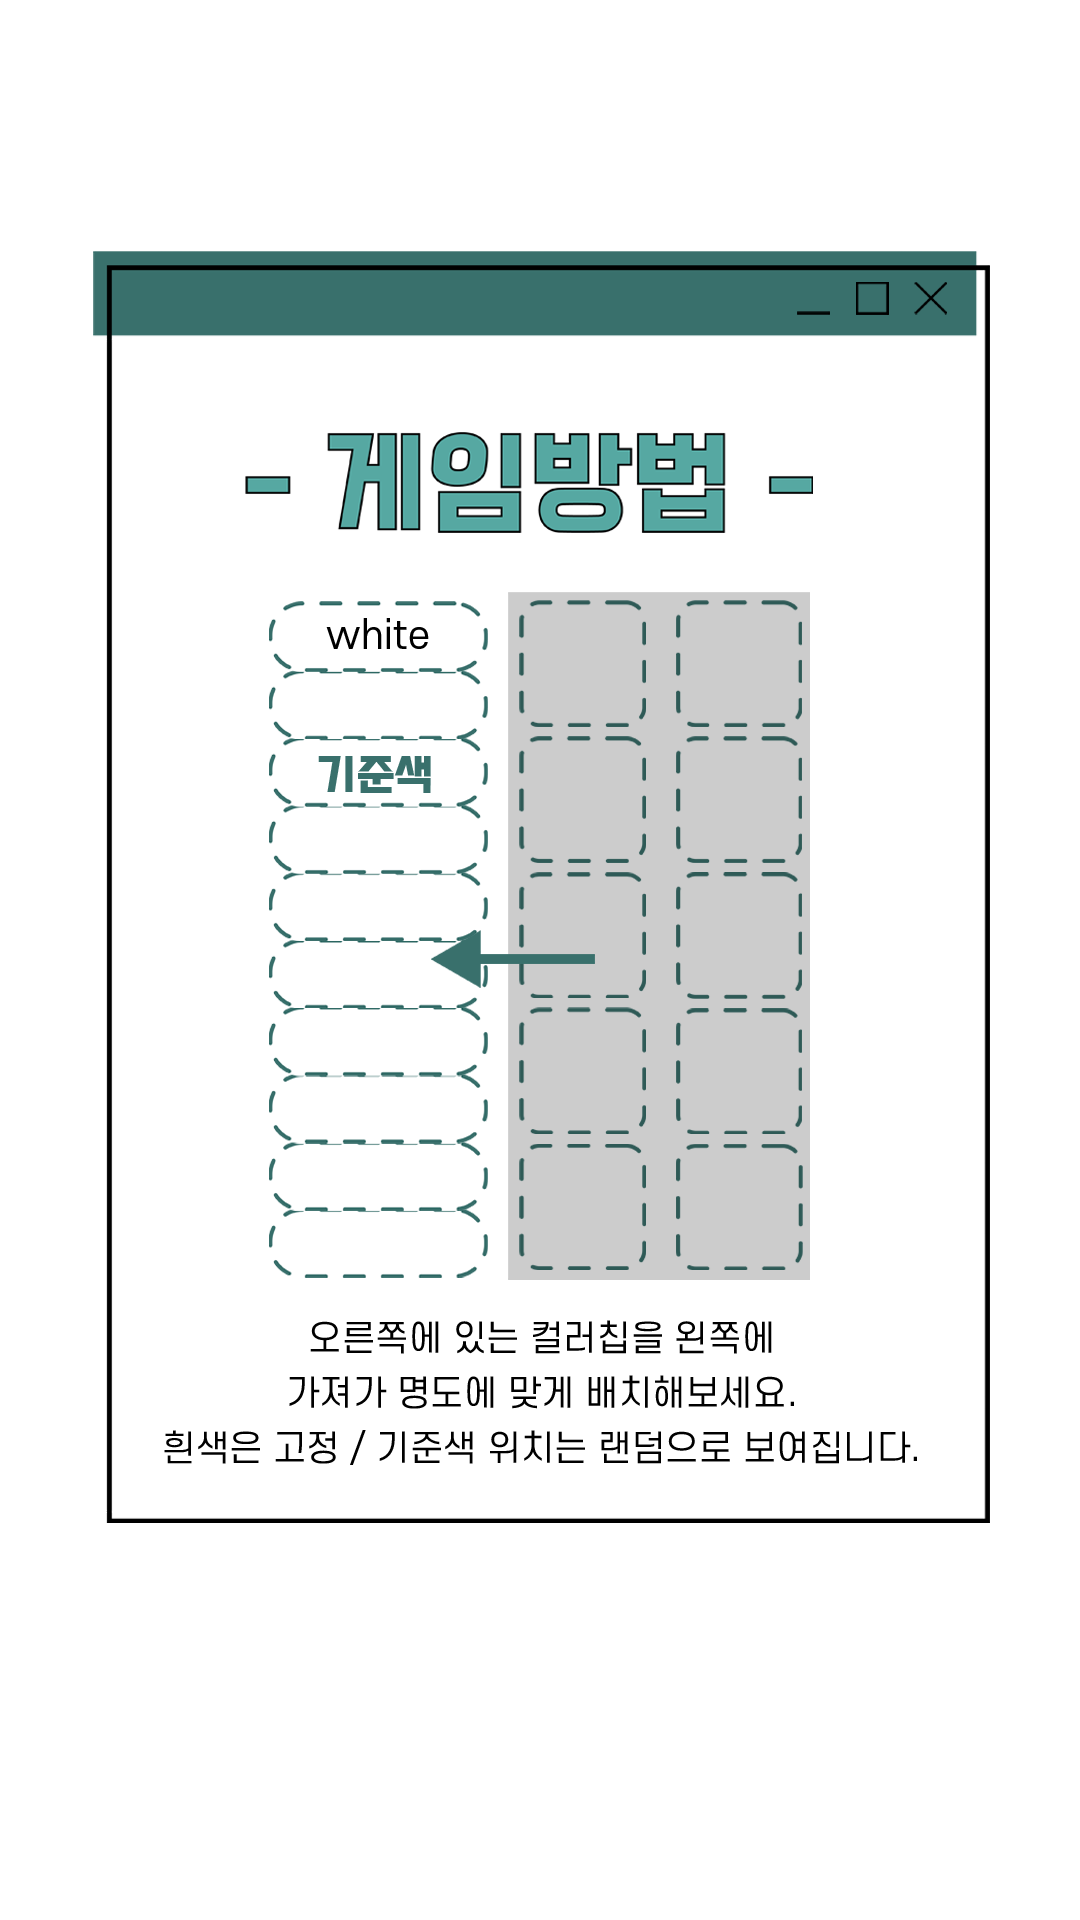 - 게임방법 -
white
기준색
오른쪽에 있는 컬러칩을 왼쪽에
가져가 명도에 맞게 배치해보세요.
흰색은 고정 / 기준색 위치는 랜덤으로 보여집니다.